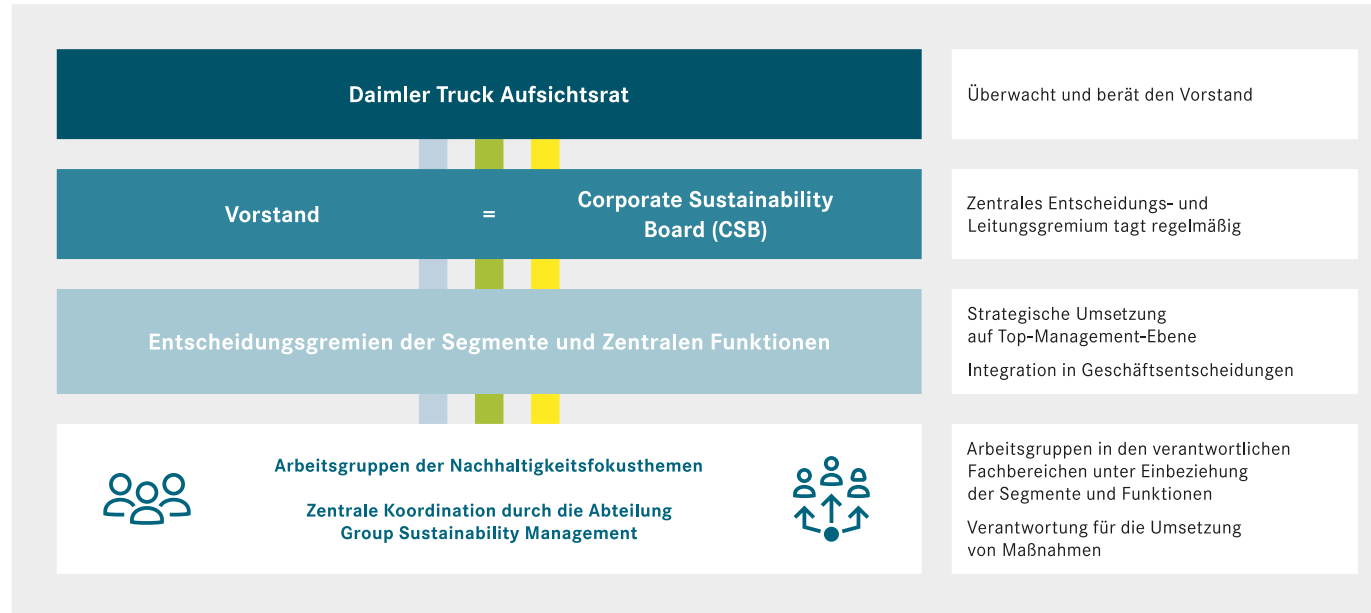 Daimler Truck Aufsichtsrat
Überwacht und berät den Vorstand
Vorstand
=
Corporate Sustainability
Board (CSB)
Zentrales Entscheidungs- und
Leitungsgremium tagt regelmäßig
Entscheidungsgremien der Segmente und Zentralen Funktionen
Strategische Umsetzung
auf Top-Management-Ebene
Integration in Geschäftsentscheidungen
Arbeitsgruppen der Nachhaltigkeitsfokusthemen
Zentrale Koordination durch die Abteilung
Group Sustainability Management
Arbeitsgruppen in den verantwortlichen
Fachbereichen unter Einbeziehung
der Segmente und Funktionen
Verantwortung für die Umsetzung
von Maßnahmen